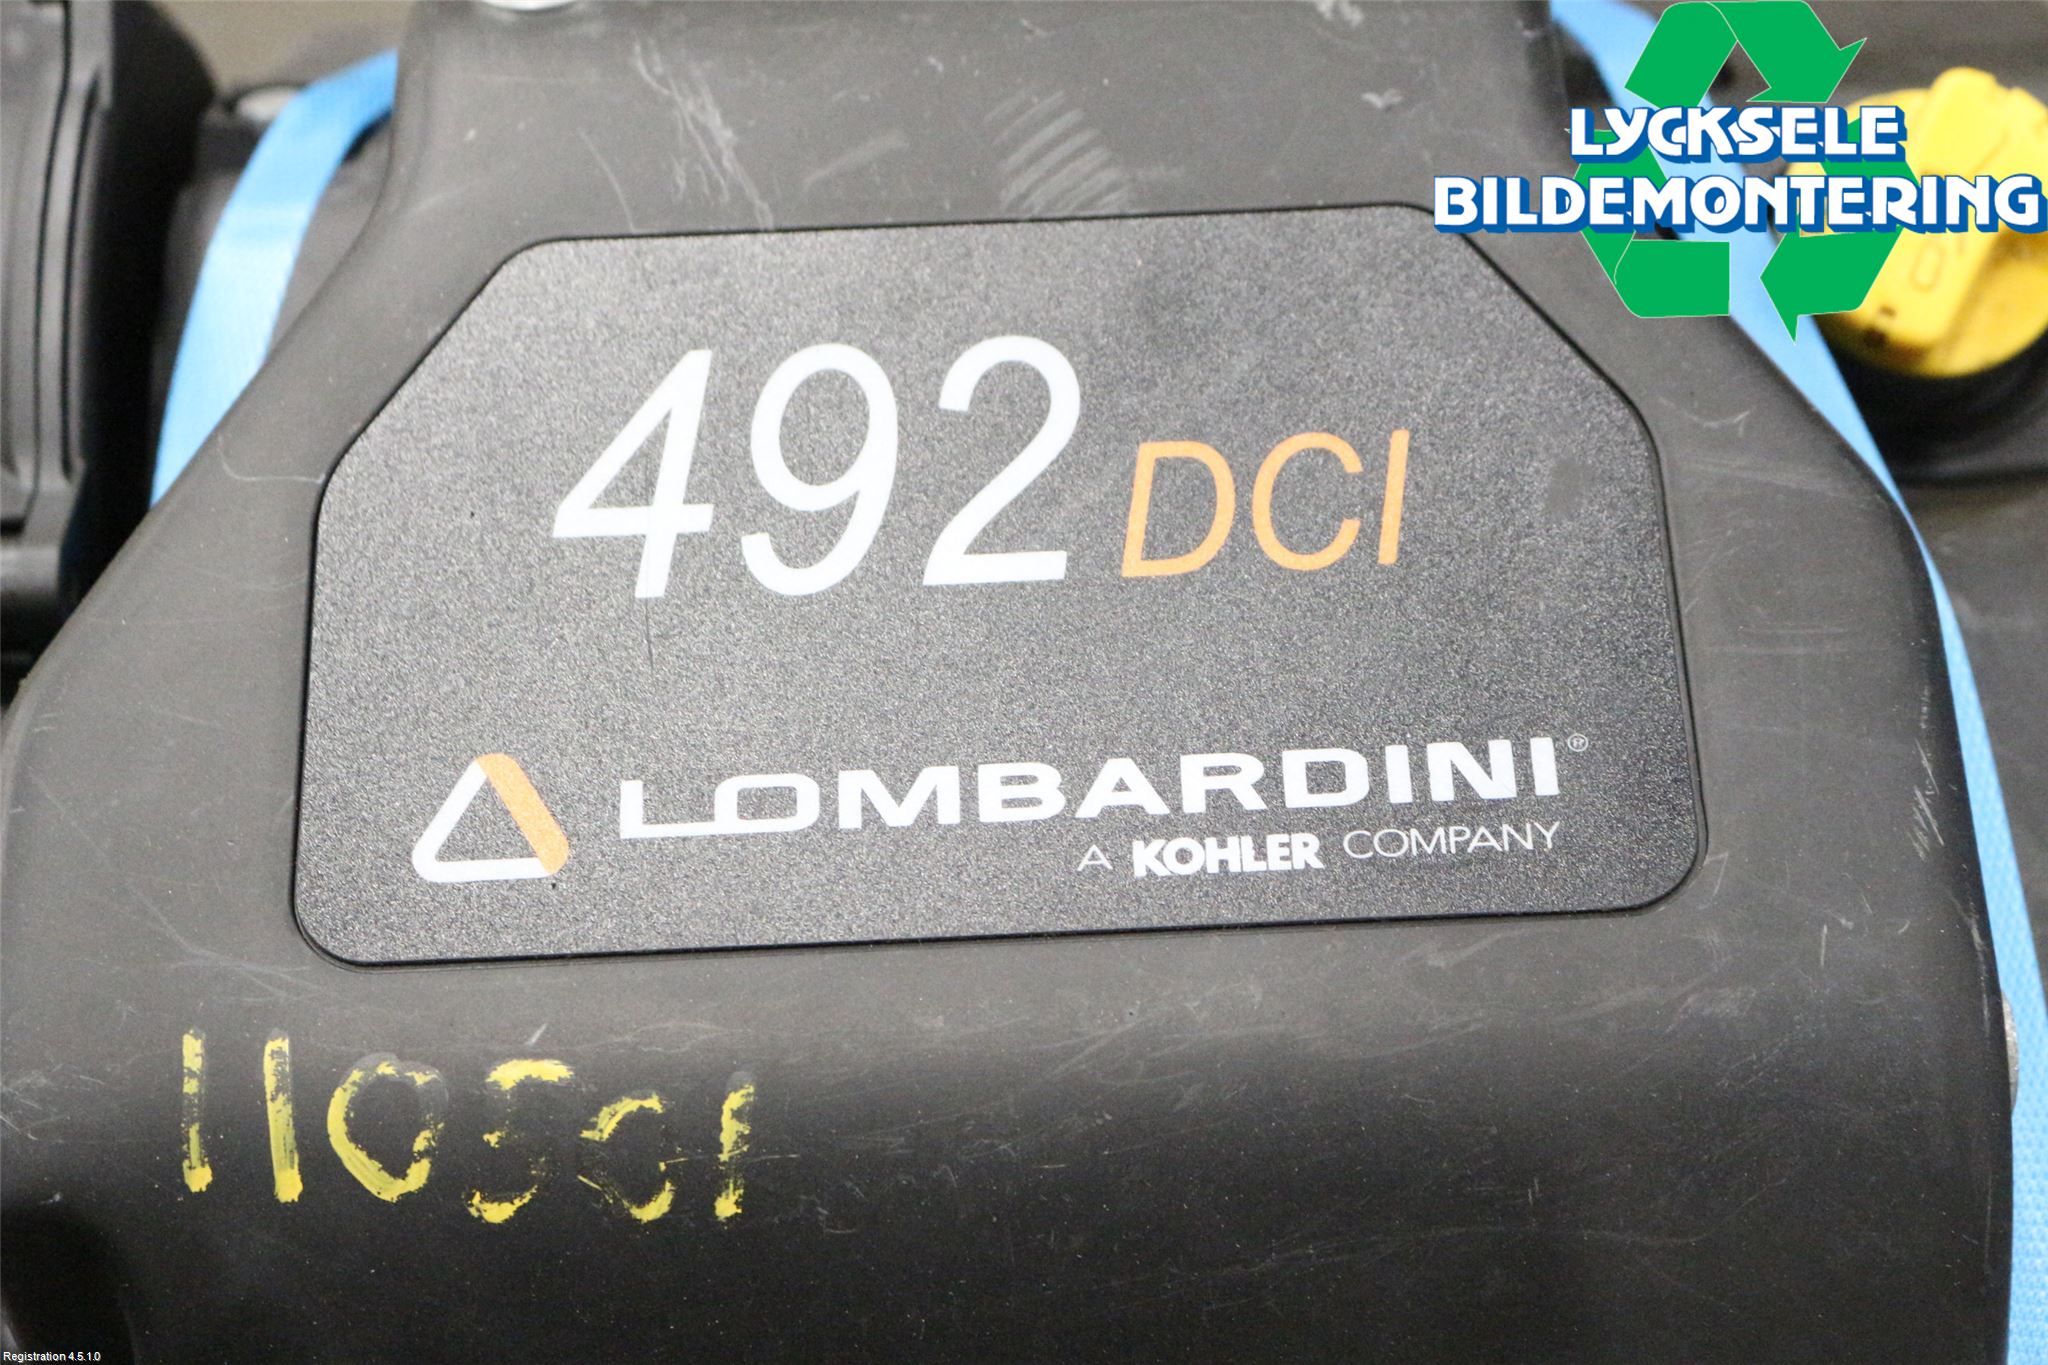 LYCKSELE
BILDEMONTERING
492 DCI
LOMBARDINI®
A KOHLER COMPANY
Registration 4.5.1.0